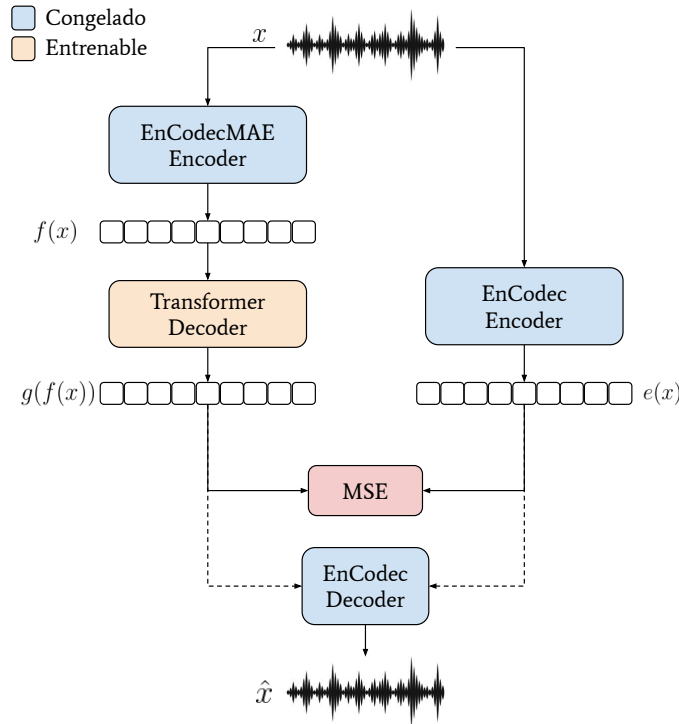 Congelado
Entrenable
x
EnCodecMAE
Encoder
f(x)
Transformer
Decoder
EnCodec
Encoder
g(f(x))
e(x)
MSE
EnCodec
Decoder
x̂